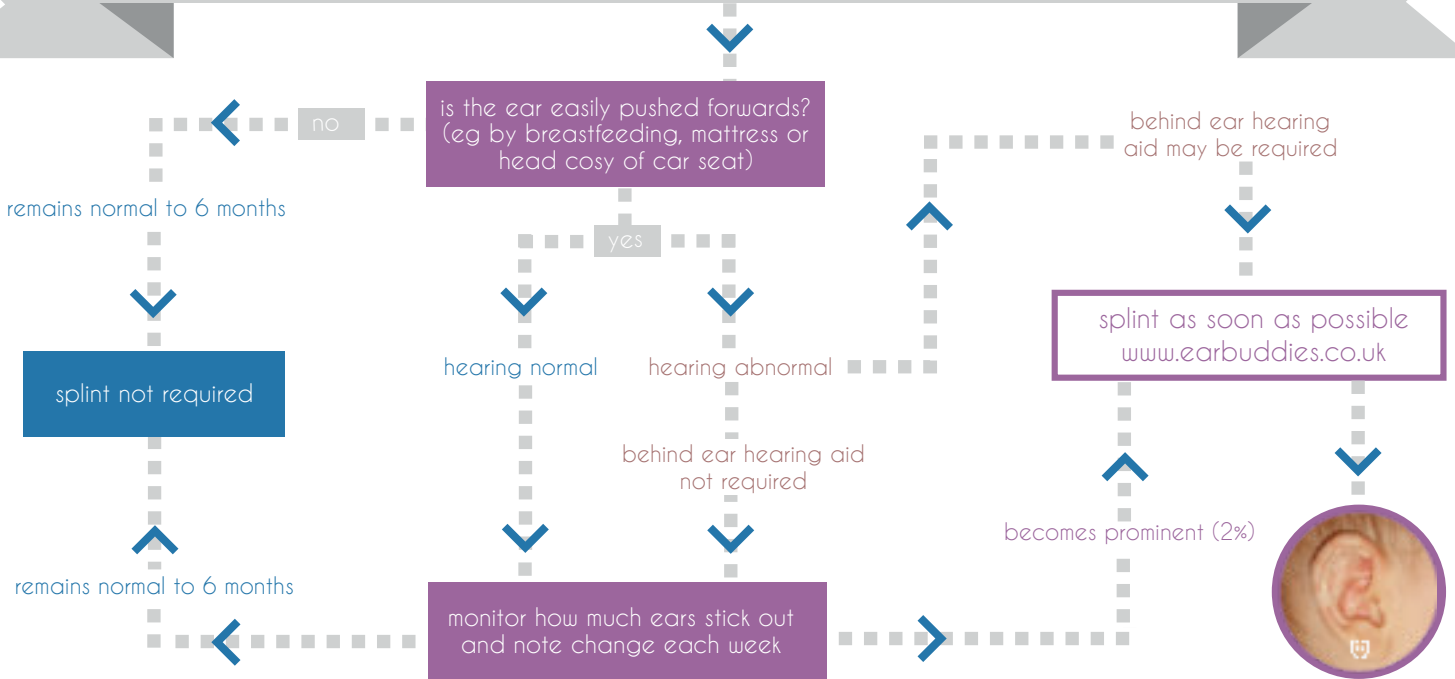 is the ear easily pushed forwards?
(eg by breastfeeding, mattress or
head cosy of car seat)
no
behind ear hearing
aid may be required
remains normal to 6 months
yes
splint as soon as possible
www.earbuddies.co.uk
hearing normal
hearing abnormal
splint not required
behind ear hearing aid
not required
becomes prominent (2%)
remains normal to 6 months
monitor how much ears stick out
and note change each week